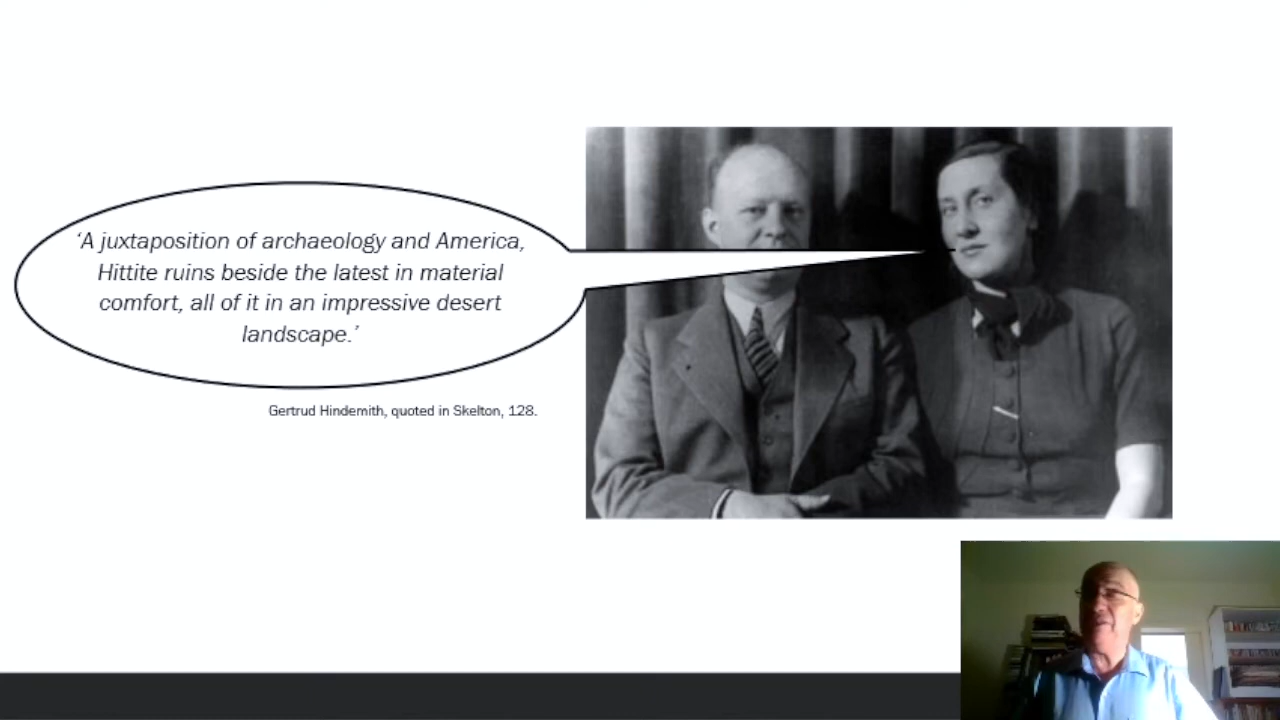 ‘A juxtaposition of archaeology and America,
Hittite ruins beside the latest in material
comfort, all of it in an impressive desert
landscape.’
Gertrud Hindemith, quoted in Skelton, 128.